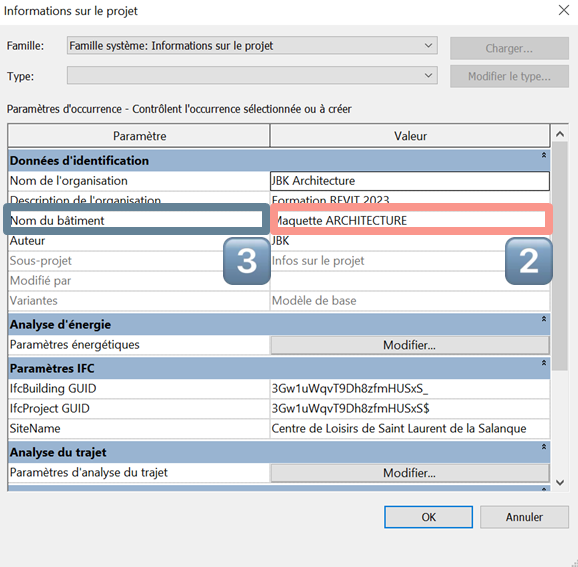 Informations sur le projet
Famille: Famille système: Informations sur le projet Charger...
Type: Modifier le type...
Paramètres d'occurrence - Contrôlent l'occurrence sélectionnée ou à créer
Paramètre Valeur
Données d'identification
Nom de l'organisation JBK Architecture
Description de l'organisation Formation REVIT 2023
Nom du bâtiment Maquette ARCHITECTURE
Auteur JBK
Sous-projet 3 Infos sur le projet 2
Modifié par
Variantes Modèle de base
Analyse d'énergie
Paramètres énergétiques Modifier...
Paramètres IFC
IfcBuilding GUID 3Gw1uWqvT9Dh8zfmHUSxS_
IfcProject GUID 3Gw1uWqvT9Dh8zfmHUSxS$
SiteName Centre de Loisirs de Saint Laurent de la Salanque
Analyse du trajet
Paramètres d'analyse du trajet Modifier...
OK Annuler